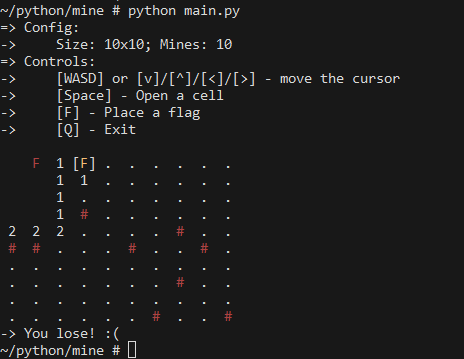 ~/python/mine # python main.py
=> Config:
->     Size: 10x10; Mines: 10
=> Controls:
->     [WASD] or [v]/[^]/[<]/[>] - move the cursor
->     [Space] - Open a cell
->     [F] - Place a flag
->     [Q] - Exit

   F  1 [F] .  .  .  .  .  .
      1  1  .  .  .  .  .  .
      1  .  .  .  .  .  .  .
      1  #  .  .  .  .  .  .
2  2  2  .  .  .  .  #  .  .
#  #  .  .  .  #  .  .  #  .
.  .  .  .  .  .  .  .  .  .
.  .  .  .  .  .  .  #  .  .
.  .  .  .  .  .  .  .  .  .
.  .  .  .  .  .  #  .  .  #
-> You lose! :(
~/python/mine #